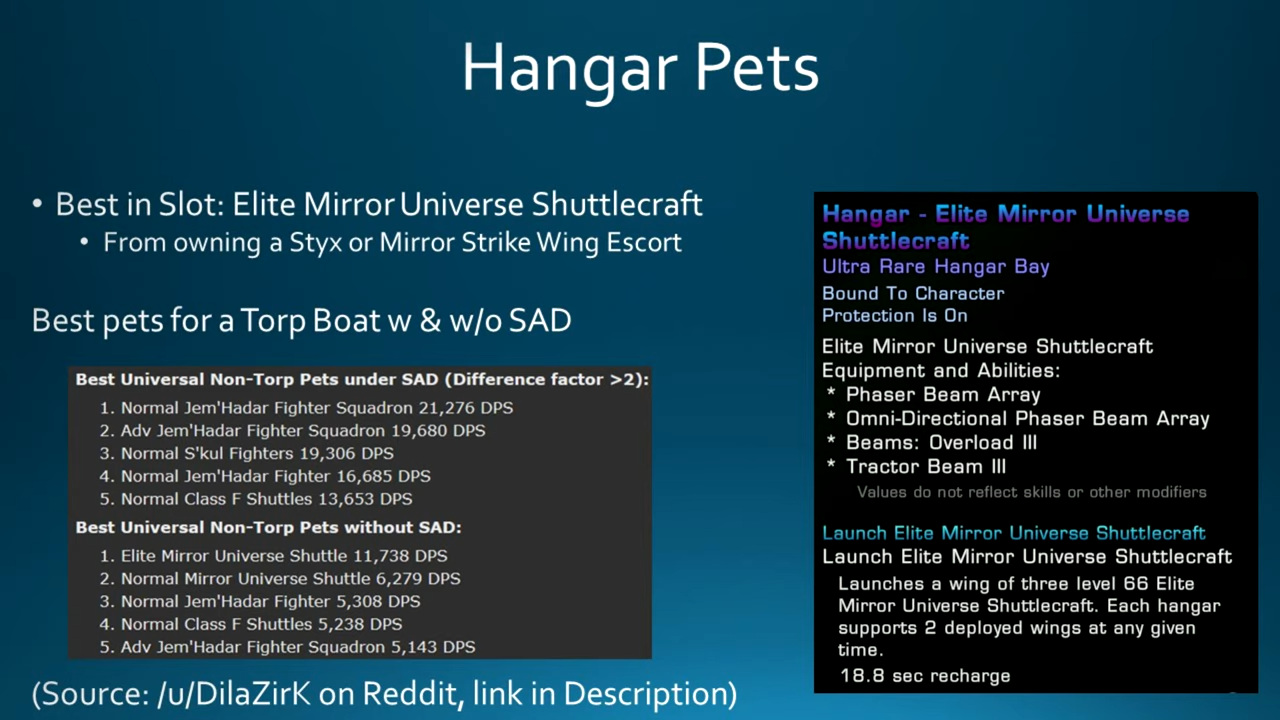 Hangar Pets
• Best in Slot: Elite Mirror Universe Shuttlecraft
• From owning a Styx or Mirror Strike Wing Escort
Best pets for a Torp Boat w & w/o SAD
Best Universal Non-Torp Pets under SAD (Difference factor >2):
1. Normal Jem'Hadar Fighter Squadron 21,276 DPS
2. Adv Jem'Hadar Fighter Squadron 19,680 DPS
3. Normal S'kul Fighters 19,306 DPS
4. Normal Jem'Hadar Fighter 16,685 DPS
5. Normal Class F Shuttles 13,653 DPS
Best Universal Non-Torp Pets without SAD:
1. Elite Mirror Universe Shuttle 11,738 DPS
2. Normal Mirror Universe Shuttle 6,279 DPS
3. Normal Jem'Hadar Fighter 5,308 DPS
4. Normal Class F Shuttles 5,238 DPS
5. Adv Jem'Hadar Fighter Squadron 5,143 DPS
(Source: /u/DilaZirK on Reddit, link in Description)
Hangar - Elite Mirror Universe
Shuttlecraft
Ultra Rare Hangar Bay
Bound To Character
Protection Is On
Elite Mirror Universe Shuttlecraft
Equipment and Abilities:
* Phaser Beam Array
* Omni-Directional Phaser Beam Array
* Beams: Overload III
* Tractor Beam III
Values do not reflect skills or other modifiers
Launch Elite Mirror Universe Shuttlecraft
Launch Elite Mirror Universe Shuttlecraft
Launches a wing of three level 66 Elite
Mirror Universe Shuttlecraft. Each hangar
supports 2 deployed wings at any given
time.
18.8 sec recharge